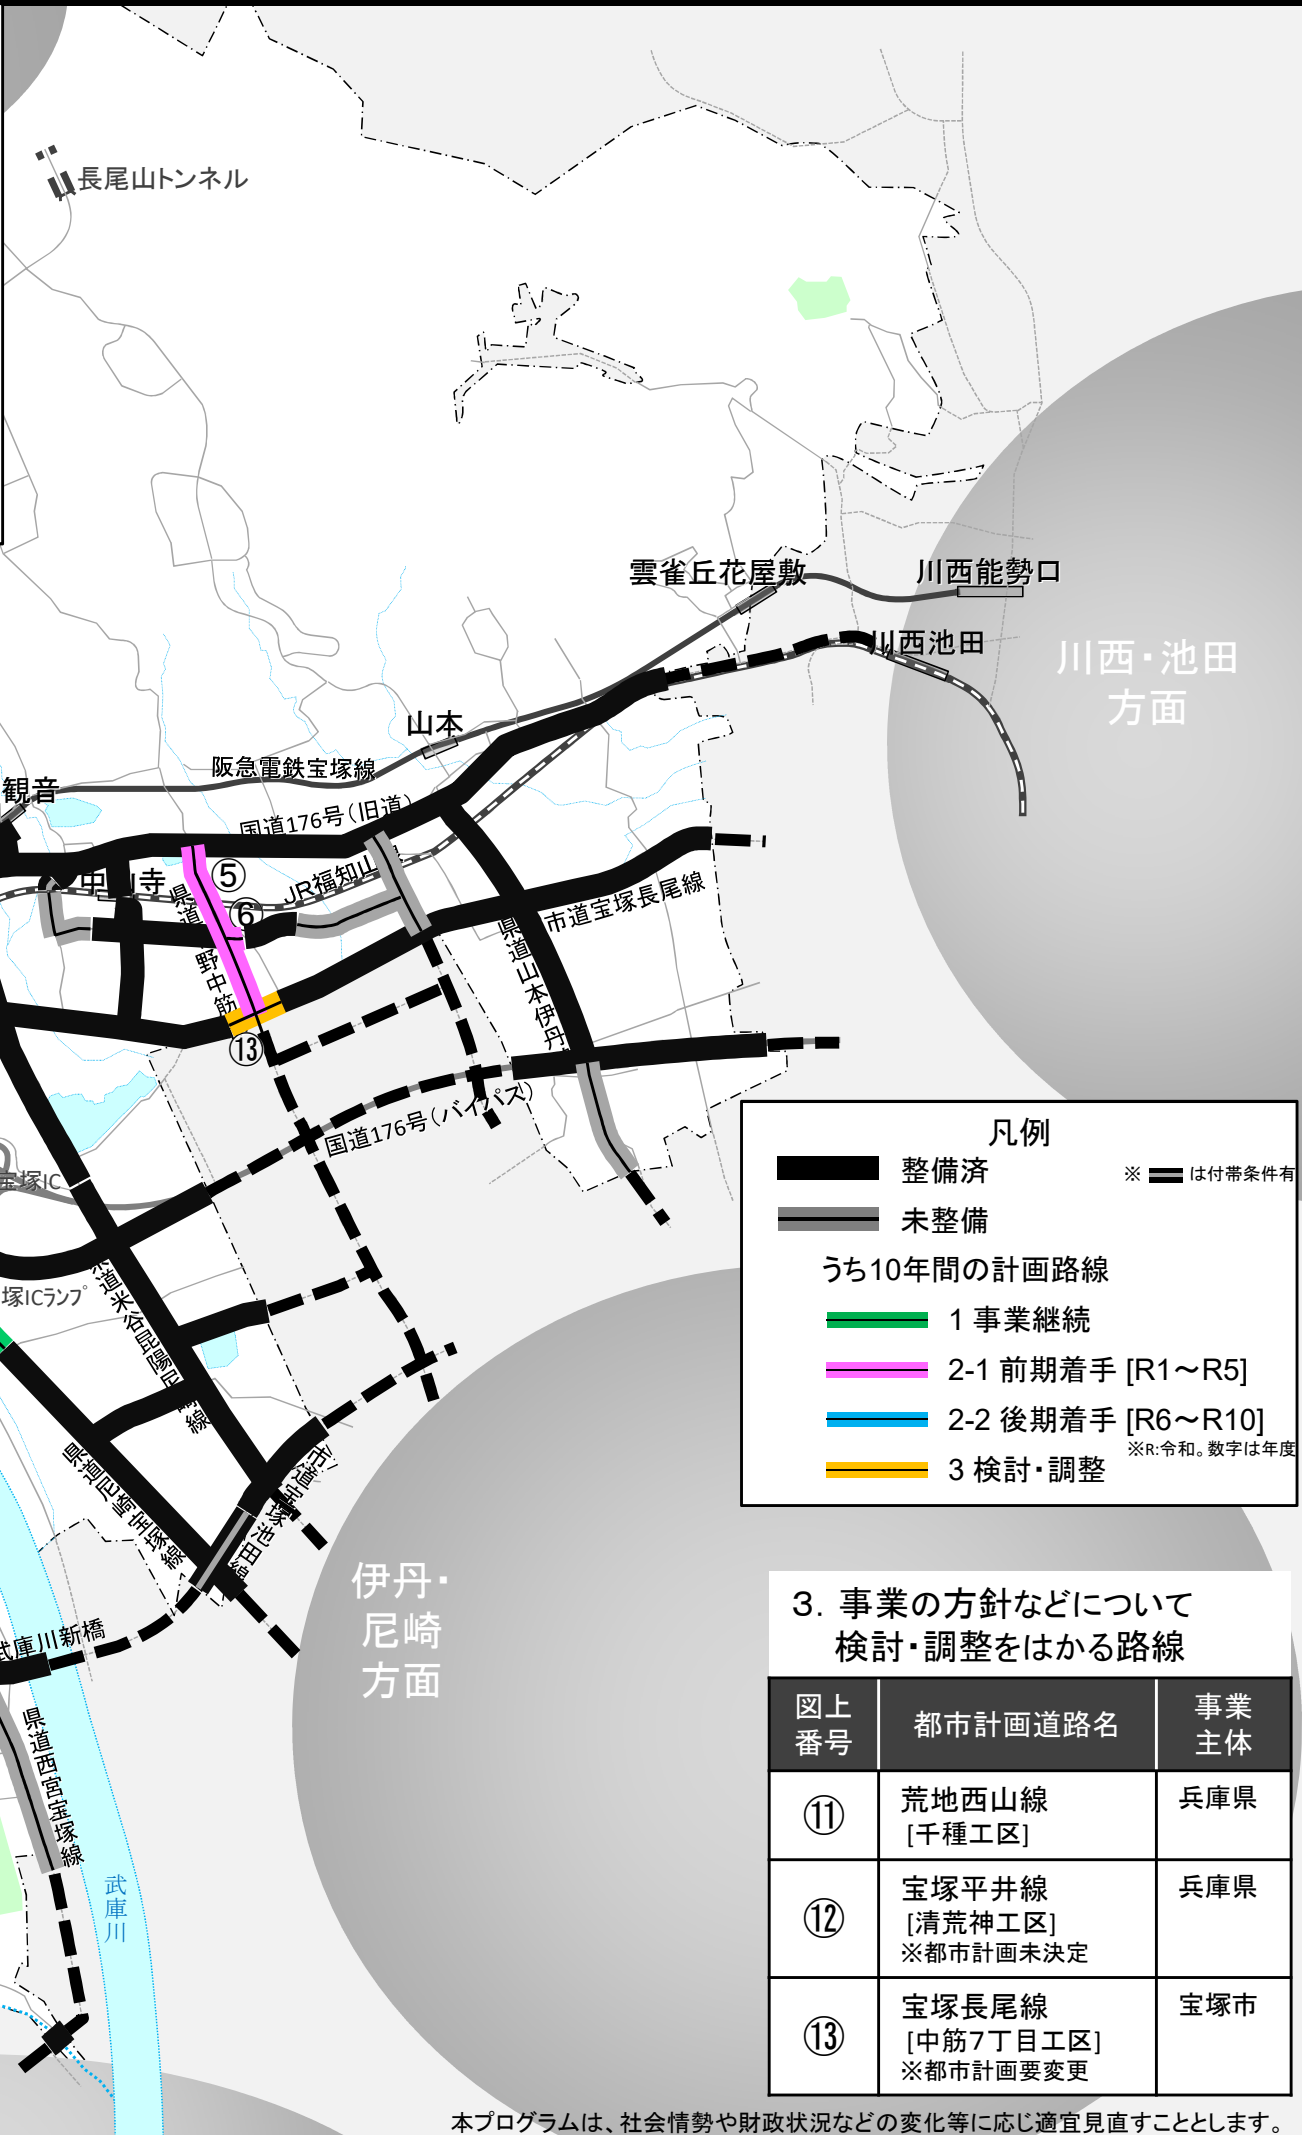 長尾山トンネル
雲雀丘花屋敷
川西能勢口
川西池田
川西・池田
方面
山本
阪急電鉄宝塚線
観音
国道176号（旧道）
⑤
JR福知山
中山寺
⑥
県道
野中筋
市道宝塚長尾線
県道山本伊丹
⑬
国道176号（バイパス）
宝塚IC
塚ICランプ
県道米谷昆陽尼崎線
県道尼崎宝塚線
市道宝塚池田線
武庫川新橋
県道西宮宝塚線
武庫川
伊丹・
尼崎
方面
凡例
整備済
※ は付帯条件有
未整備
うち10年間の計画路線
1 事業継続
2-1 前期着手 [R1～R5]
2-2 後期着手 [R6～R10]
※R:令和。数字は年度
3 検討・調整
3．事業の方針などについて
検討・調整をはかる路線
図上番号 都市計画道路名 事業主体
⑪ 荒地西山線 兵庫県
[千種工区]
⑫ 宝塚平井線 兵庫県
[清荒神工区]
※都市計画未決定
⑬ 宝塚長尾線 宝塚市
[中筋7丁目工区]
※都市計画要変更
本プログラムは、社会情勢や財政状況などの変化等に応じ適宜見直すこととします。